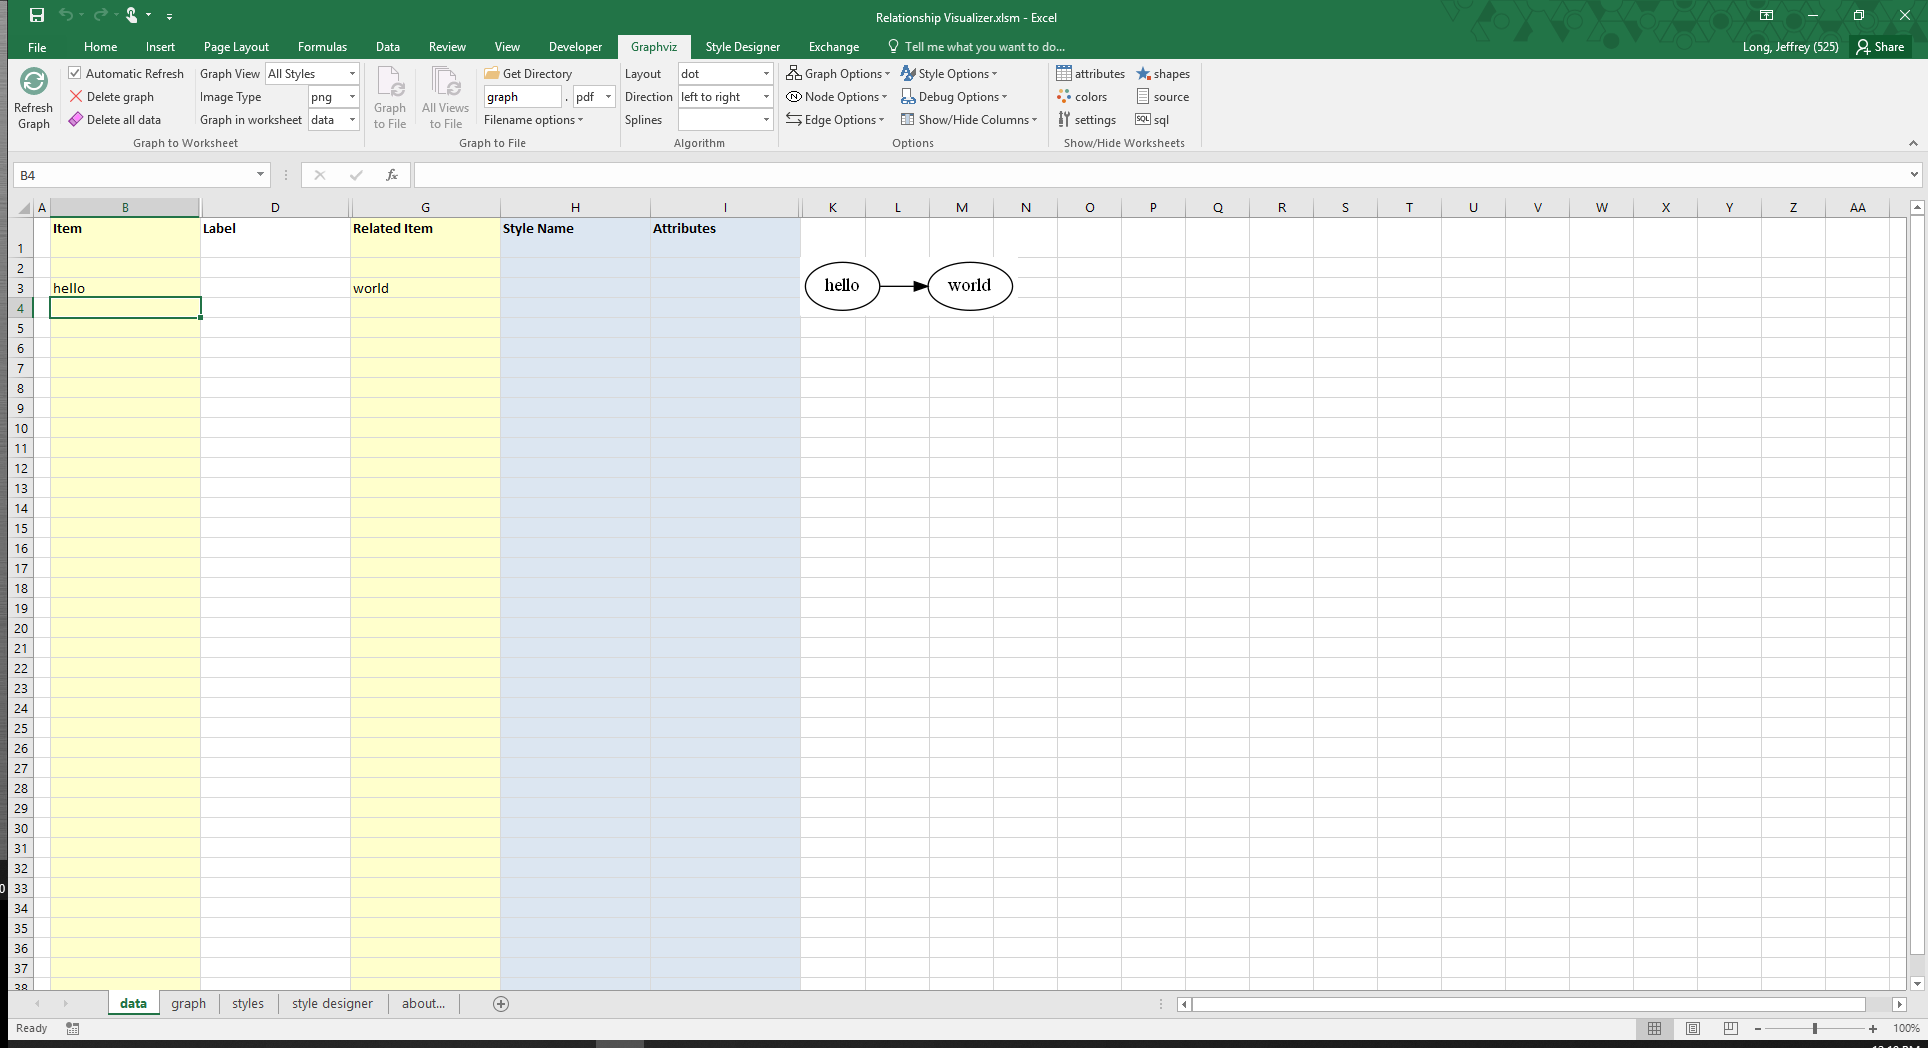 Relationship Visualizer.xlsm - Excel
File Home Insert Page Layout Formulas Data Review View Developer Graphviz Style Designer Exchange Tell me what you want to do... Long, Jeffrey (525) Share
Refresh Graph
Automatic Refresh
Delete graph
Delete all data
Graph View All Styles
Image Type png
Graph in worksheet data
Graph to Worksheet
Graph to File
All Views to File
Get Directory
graph . pdf
Filename options
Graph to File
Layout dot
Direction left to right
Splines
Algorithm
Graph Options
Node Options
Edge Options
Style Options
Debug Options
Show/Hide Columns
Options
attributes
colors
settings
shapes
source
SQL sql
Show/Hide Worksheets
B4 fx
A B D G H I K L M N O P Q R S T U V W X Y Z AA
1 Item Label Related Item Style Name Attributes
2
3 hello world
hello world
4
5
6
7
8
9
10
11
12
13
14
15
16
17
18
19
20
21
22
23
24
25
26
27
28
29
30
31
32
33
34
35
36
37
38
data graph styles style designer about...
Ready 100%